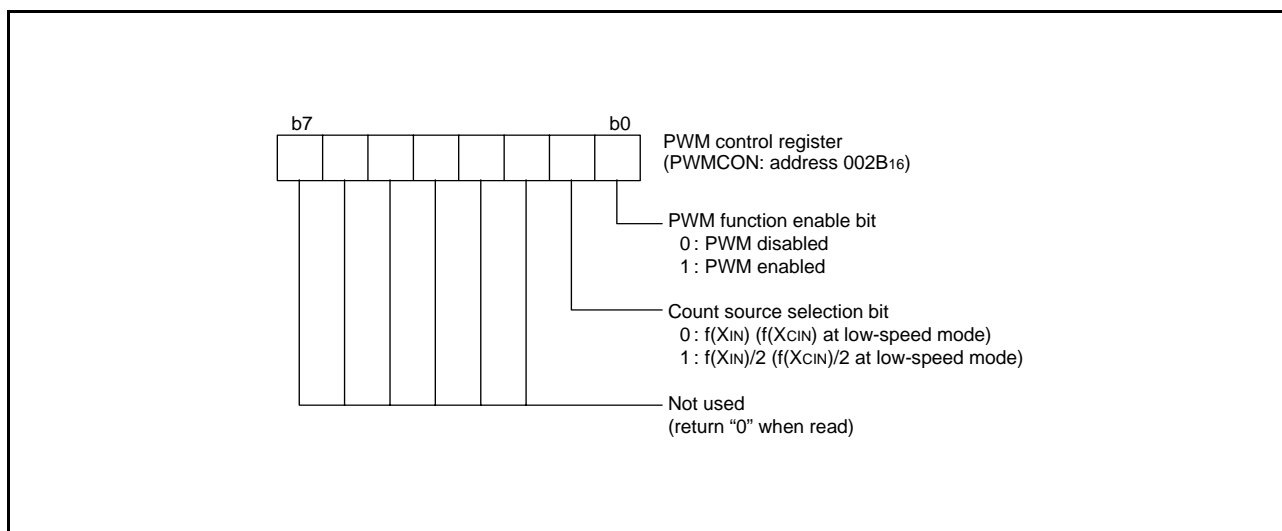 b7 b0
PWM control register
(PWMCON: address 002B16)
PWM function enable bit
0 : PWM disabled
1 : PWM enabled
Count source selection bit
0 : f(XIN) (f(XCIN) at low-speed mode)
1 : f(XIN)/2 (f(XCIN)/2 at low-speed mode)
Not used
(return “0” when read)